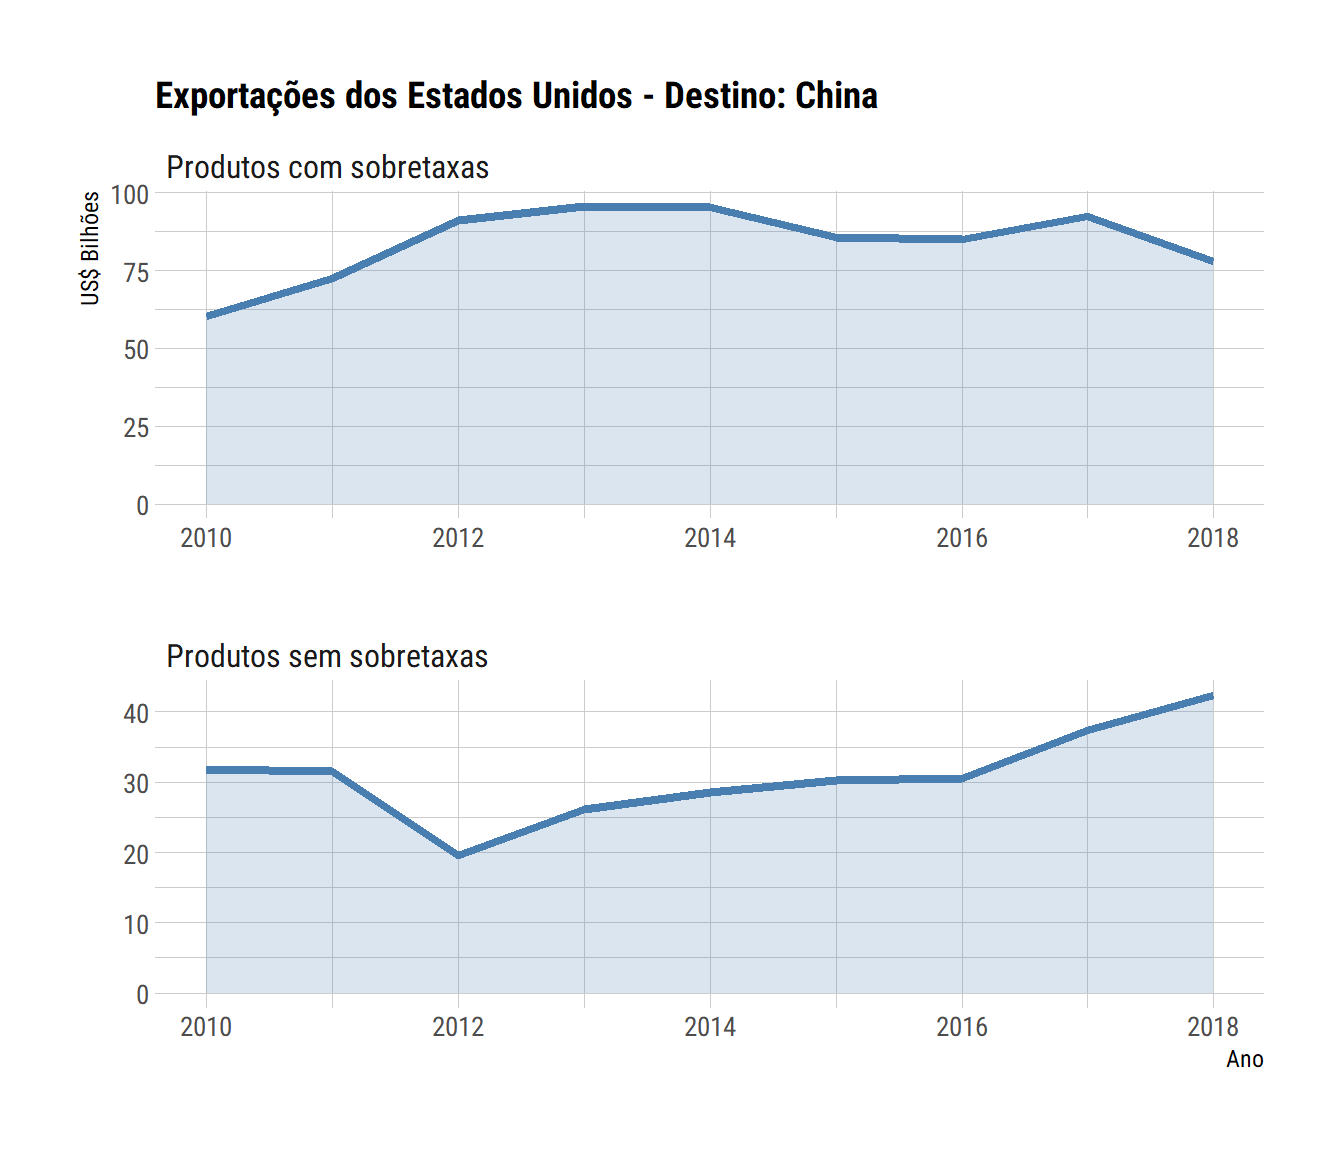 Exportações dos Estados Unidos - Destino: China
Produtos com sobretaxas
US$ Bilhões
100
75
50
25
0
2010 2012 2014 2016 2018
Produtos sem sobretaxas
40
30
20
10
0
2010 2012 2014 2016 2018
Ano